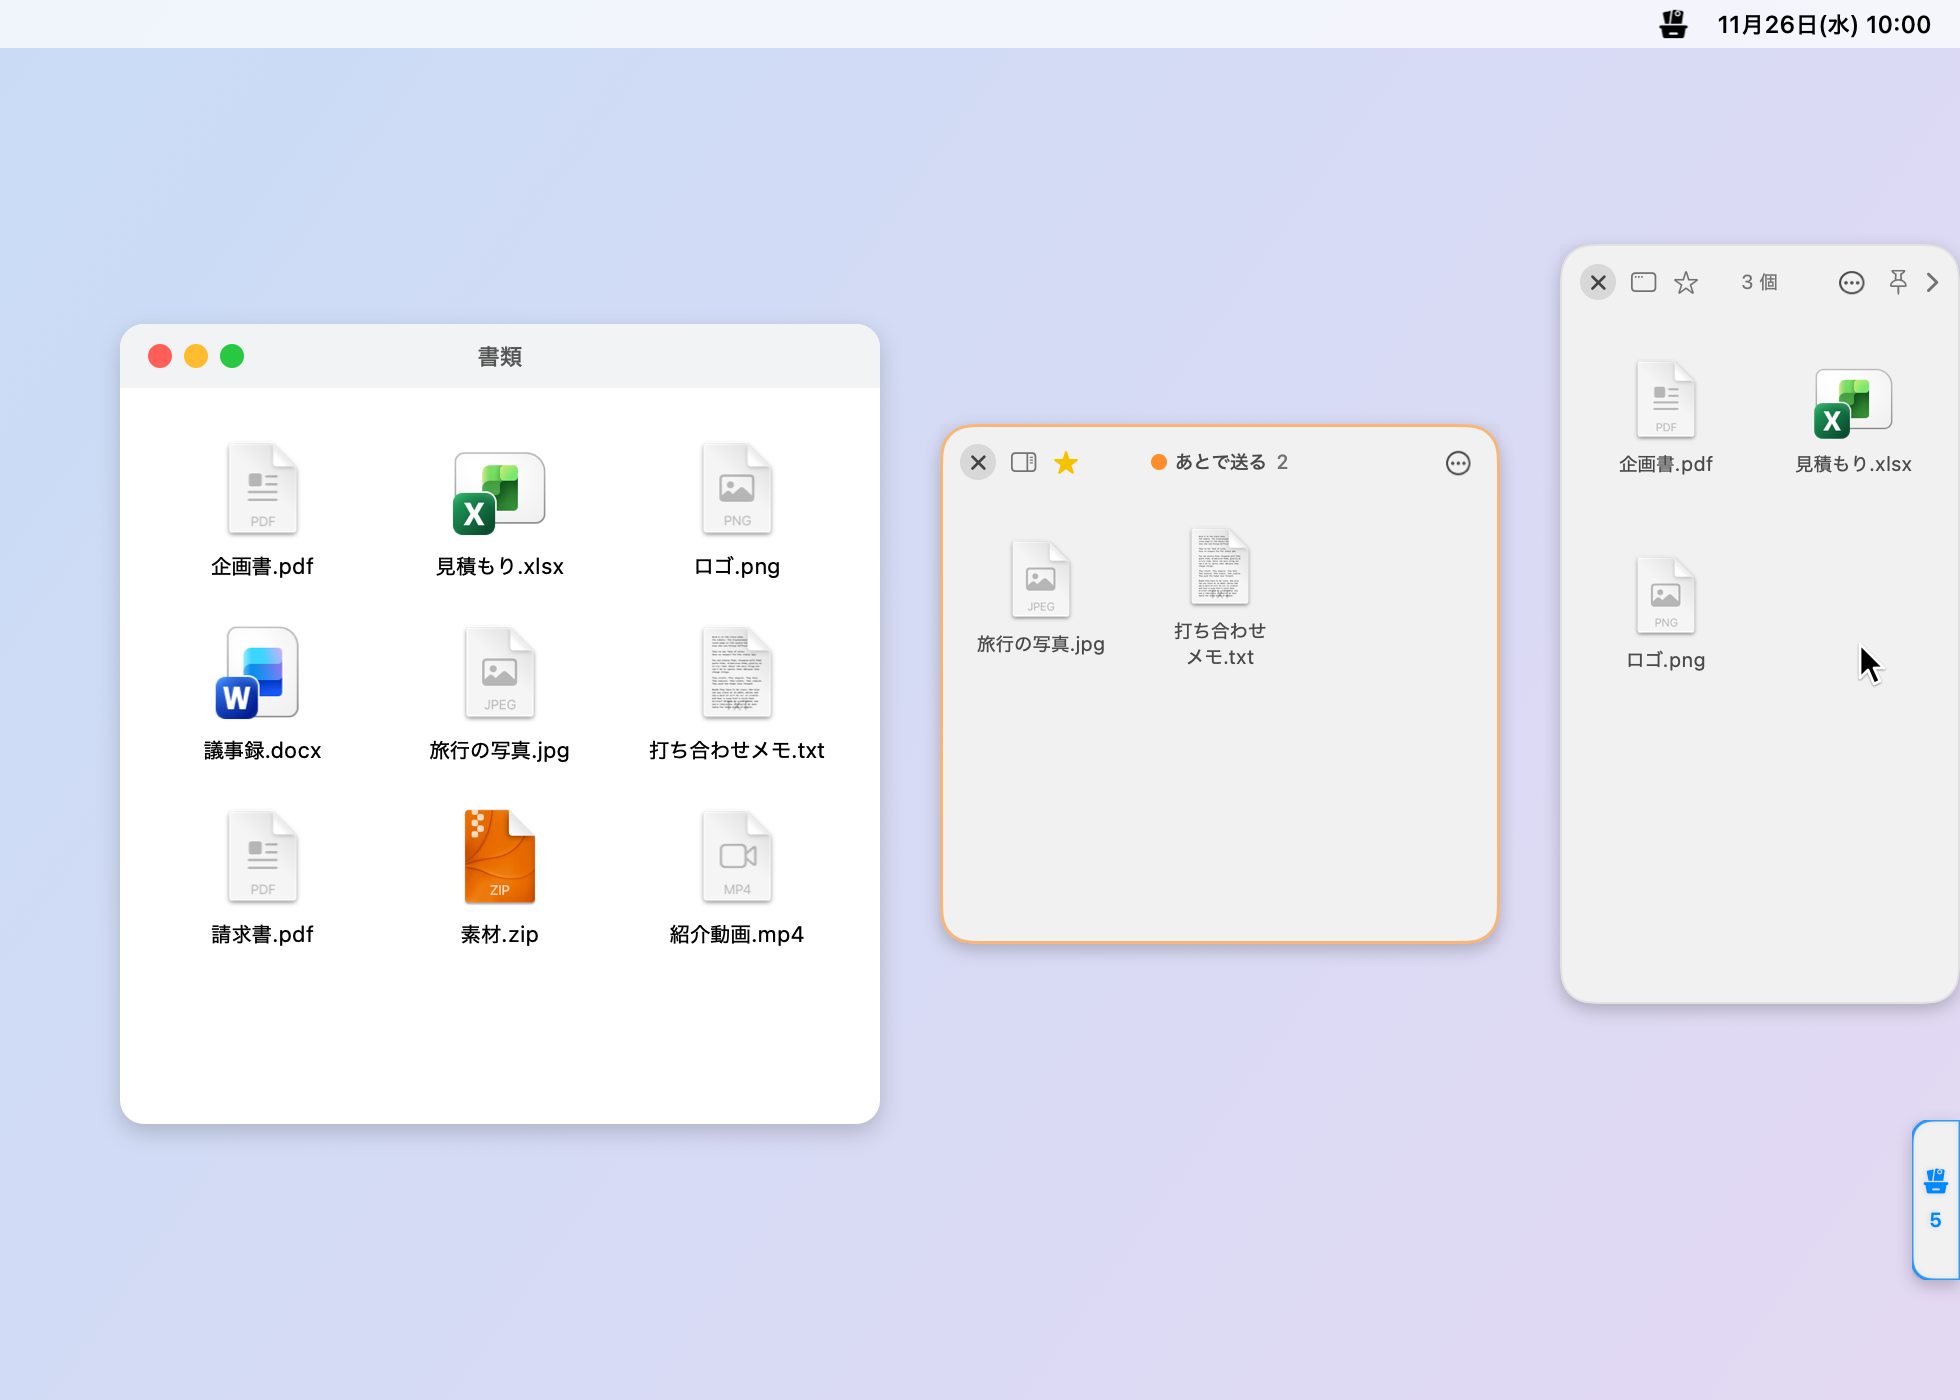 11月26日(水) 10:00
書類
PDF
企画書.pdf
X
見積もり.xlsx
PNG
ロゴ.png
W
議事録.docx
JPEG
旅行の写真.jpg
打ち合わせメモ.txt
PDF
請求書.pdf
ZIP
素材.zip
MP4
紹介動画.mp4
あとで送る 2
JPEG
旅行の写真.jpg
打ち合わせ
メモ.txt
3 個
PDF
企画書.pdf
X
見積もり.xlsx
PNG
ロゴ.png
5